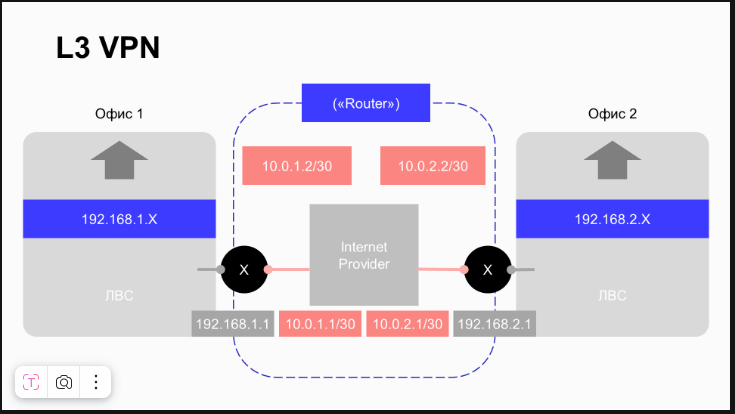 L3 VPN
(«Router»)
Офис 1
Офис 2
10.0.1.2/30
10.0.2.2/30
192.168.1.X
192.168.2.X
Internet
Provider
X
X
ЛВС
ЛВС
192.168.1.1
10.0.1.1/30
10.0.2.1/30
192.168.2.1
T